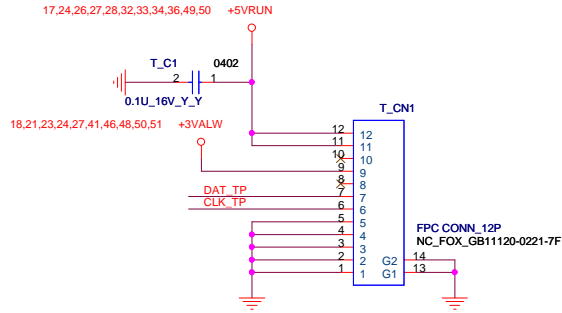 17,24,26,27,28,32,33,34,36,49,50 +5VRUN
T_C1 0402
2 1
0.1U_16V_Y_Y
18,21,23,24,27,41,46,48,50,51 +3VALW
T_CN1
12 12
11 11
10 10
9 9
8 8
DAT_TP 7 7
CLK_TP 6 6
5 5
4 4
3 3
2 2
1 1
FPC CONN_12P
NC_FOX_GB11120-0221-7F
G2 14
G1 13